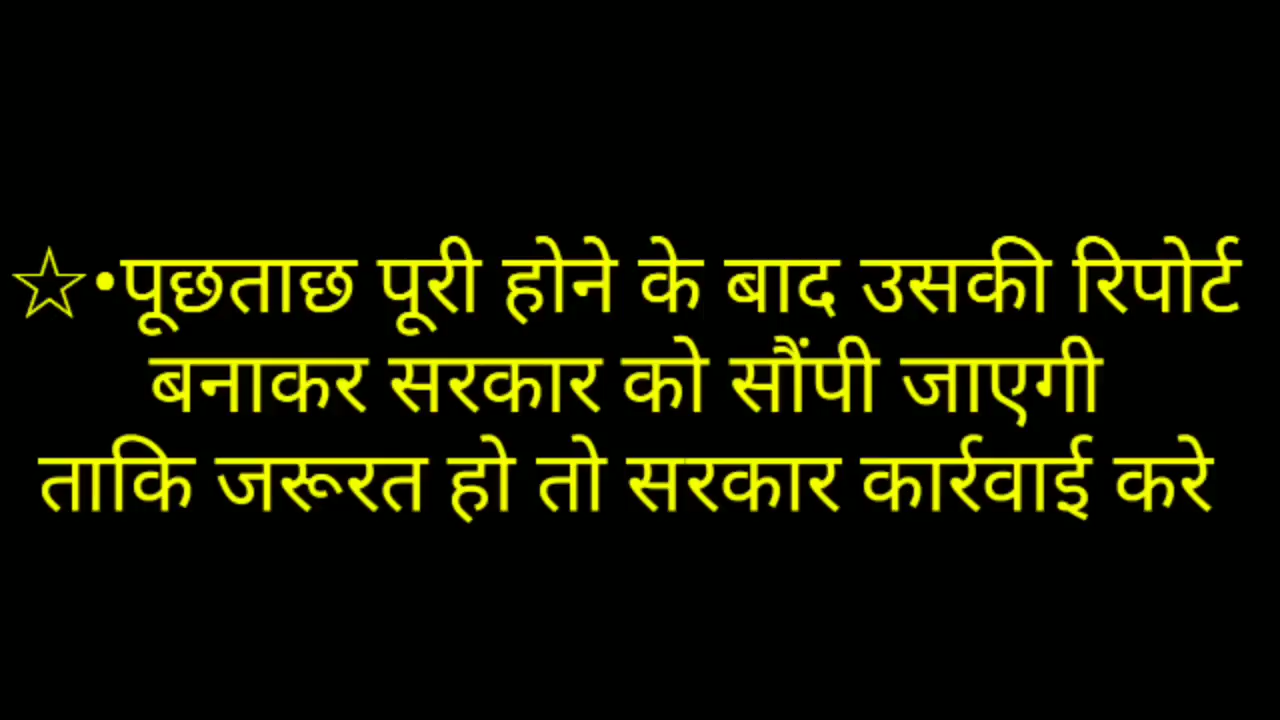 ☆•पूछताछ पूरी होने के बाद उसकी रिपोर्ट
बनाकर सरकार को सौंपी जाएगी
ताकि जरूरत हो तो सरकार कार्रवाई करे